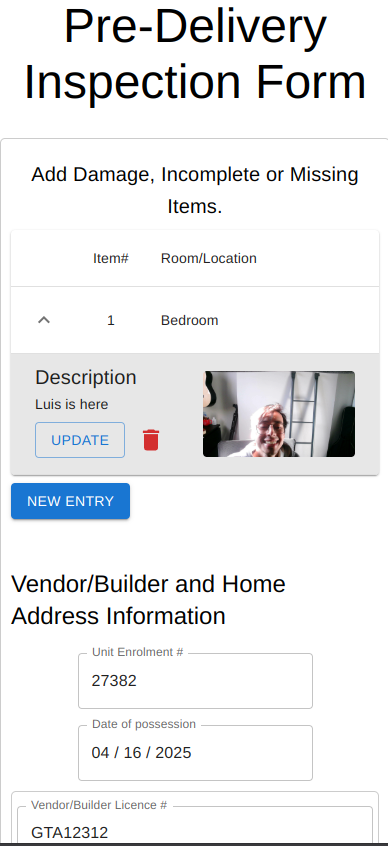 Pre-Delivery
Inspection Form
Add Damage, Incomplete or Missing
Items.
Item# Room/Location
1 Bedroom
Description
Luis is here
UPDATE
NEW ENTRY
Vendor/Builder and Home
Address Information
Unit Enrolment #
27382
Date of possession
04 / 16 / 2025
Vendor/Builder Licence #
GTA12312